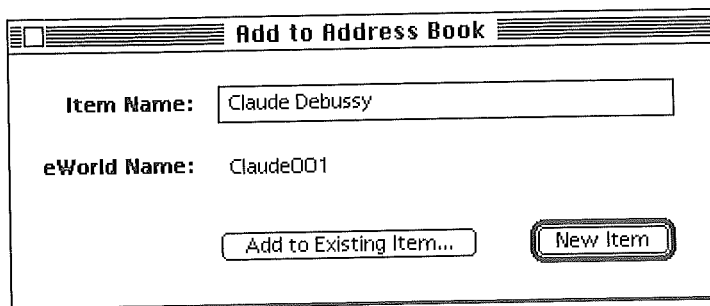 Add to Address Book
Item Name: Claude Debussy
eWorld Name: Claude001
Add to Existing Item... New Item